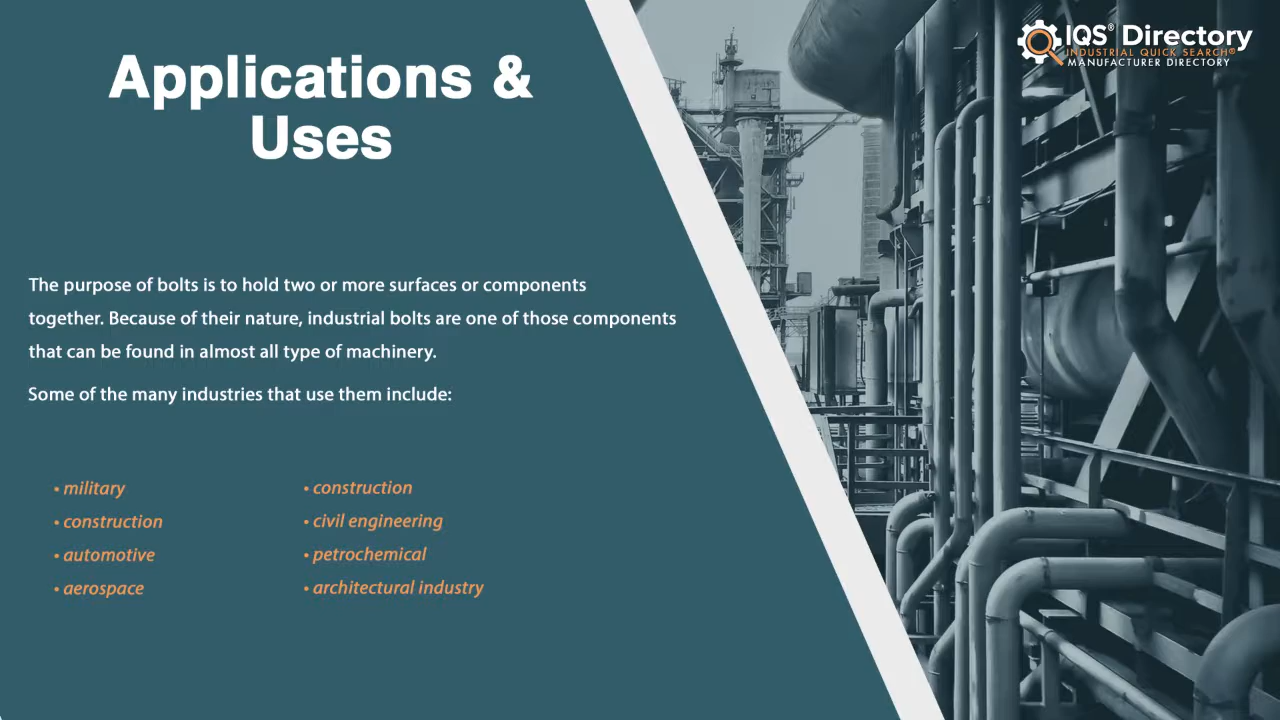 Applications &
Uses
IQS® Directory
INDUSTRIAL QUICK SEARCH®
MANUFACTURER DIRECTORY
The purpose of bolts is to hold two or more surfaces or components
together. Because of their nature, industrial bolts are one of those components
that can be found in almost all type of machinery.
Some of the many industries that use them include:
• military
• construction
• automotive
• aerospace
• construction
• civil engineering
• petrochemical
• architectural industry